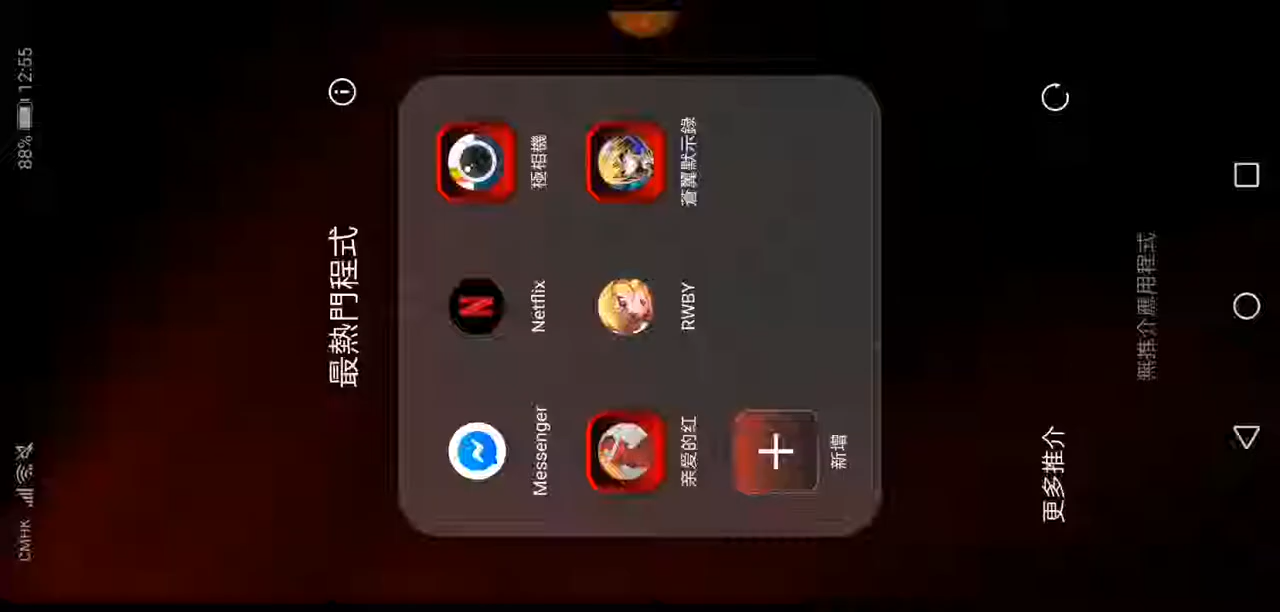 CMHK 88% 12:55
最熱門程式
Messenger Netflix 極相機
亲爱的红 RWBY 蒼翼默示錄
新增
更多推介
無推介應用程式